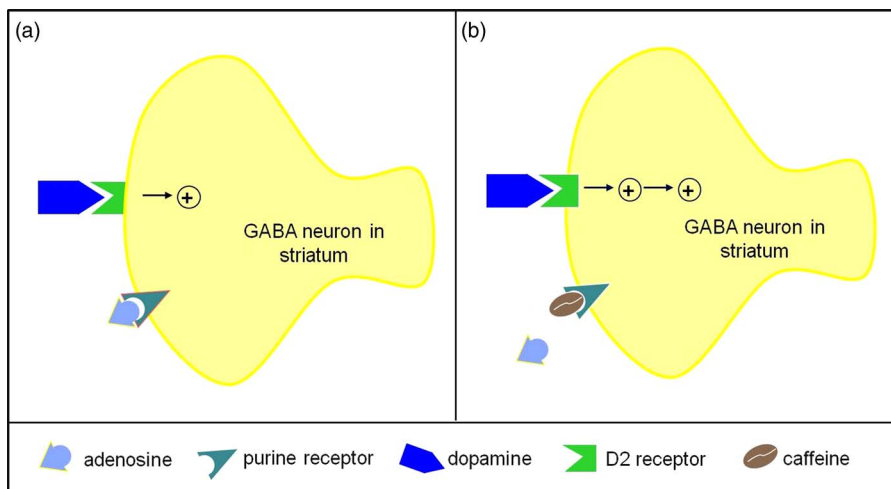 (a)
+
GABA neuron in
striatum
(b)
+ +
GABA neuron in
striatum
adenosine
purine receptor
dopamine
D2 receptor
caffeine